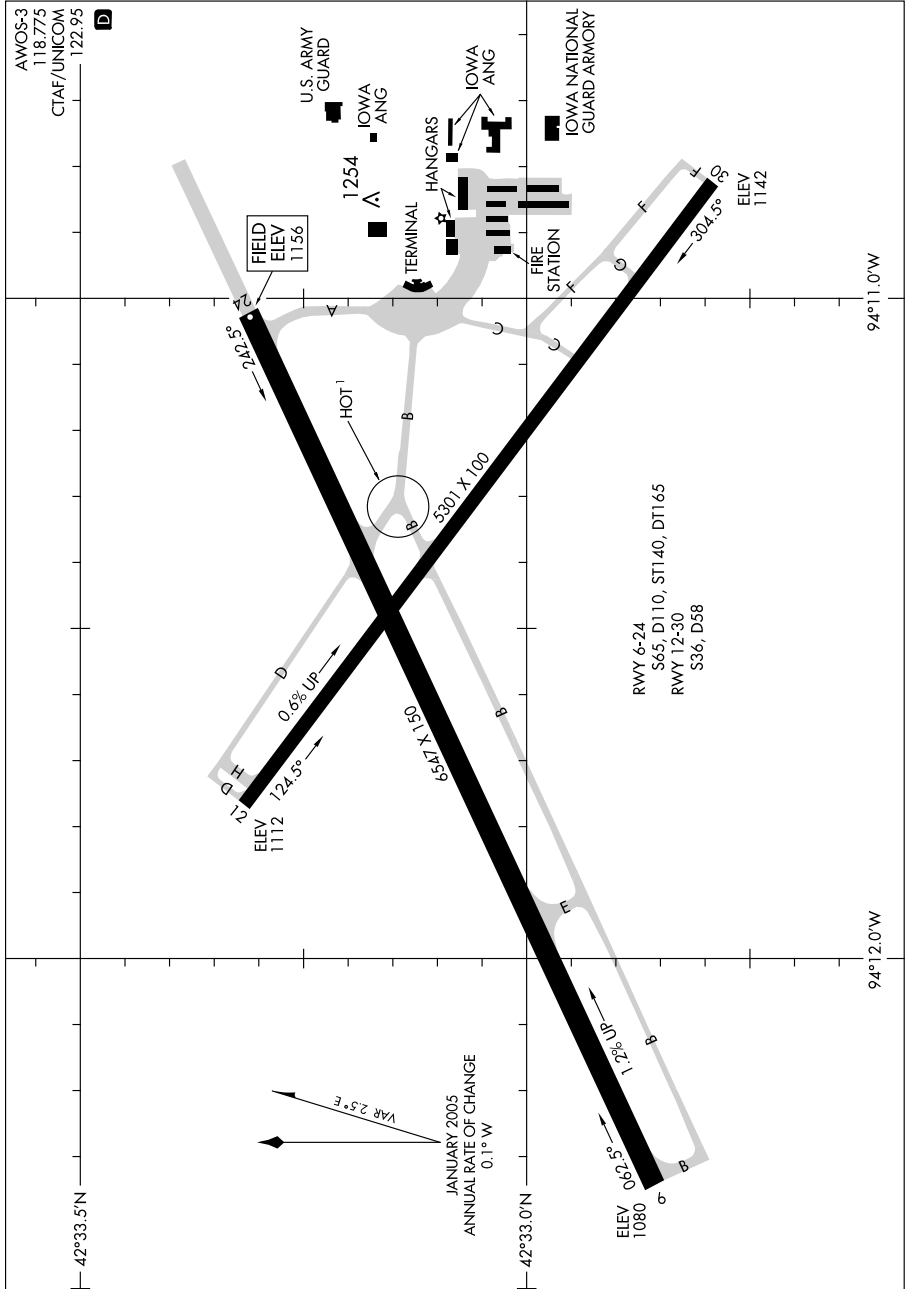 AWOS-3
118.775
CTAF/UNICOM
122.95
D
U.S. ARMY
GUARD
IOWA
ANG
1254
HANGARS
IOWA
ANG
IOWA NATIONAL
GUARD ARMORY
TERMINAL
FIRE
STATION
FIELD
ELEV
1156
24
242.5°
A
HOT 1
B
B
C
C
F
G
F
F
30
ELEV
1142
304.5°
5301 X 100
D
0.6% UP
124.5°
H
D
12
ELEV
1112
6547 X 150
B
E
RWY 6-24
S65, D110, ST140, DT165
RWY 12-30
S36, D58
1.2% UP
B
062.5°
B
6
ELEV
1080
VAR 2.5° E
JANUARY 2005
ANNUAL RATE OF CHANGE
0.1° W
42°33.5'N
42°33.0'N
94°11.0'W
94°12.0'W